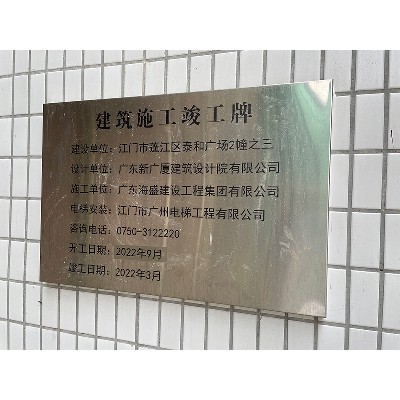 建筑施工竣工牌
建设单位：江门市蓬江区泰和广场2幢之三
设计单位：广东新广厦建筑设计院有限公司
施工单位：广东海盛建设工程集团有限公司
电梯安装：江门市广州电梯工程有限公司
咨询电话：0750-3122220
开工日期：2022年9月
竣工日期：2022年3月